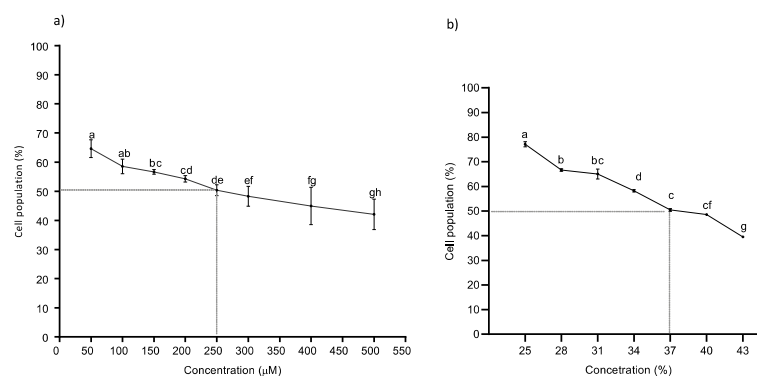 a)
100
90
80
70
60
50
40
30
20
10
0
Cell population (%)
a
ab
bc
cd
de
ef
fg
gh
0 50 100 150 200 250 300 350 400 450 500 550
Concentration (μM)
b)
100
90
80
70
60
50
40
30
20
10
0
Cell population (%)
a
b
bc
d
c
cf
g
25 28 31 34 37 40 43
Concetration (%)